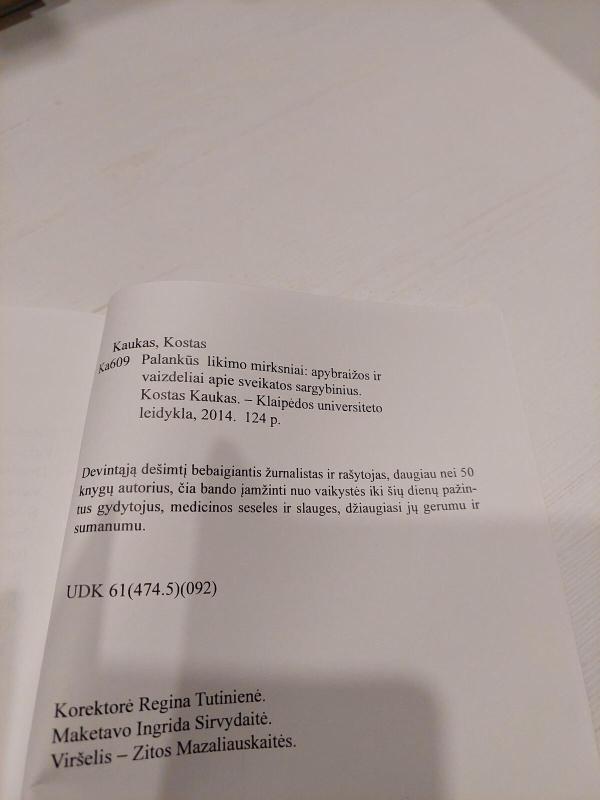 Kaukas, Kostas
Ka609 Palankūs likimo mirksniai: apybraižos ir
vaizdeliai apie sveikatos sargybinius.
Kostas Kaukas. – Klaipėdos universiteto
leidykla, 2014. 124 p.
Devintąją dešimtį bebaigiantis žurnalistas ir rašytojas, daugiau nei 50
knygų autorius, čia bando įamžinti nuo vaikystės iki šių dienų pažin-
tus gydytojus, medicinos seseles ir slauges, džiaugiasi jų gerumu ir
sumanumu.
UDK 61(474.5)(092)
Korektorė Regina Tutinienė.
Maketavo Ingrida Sirvydaitė.
Viršelis – Zitos Mazaliauskaitės.